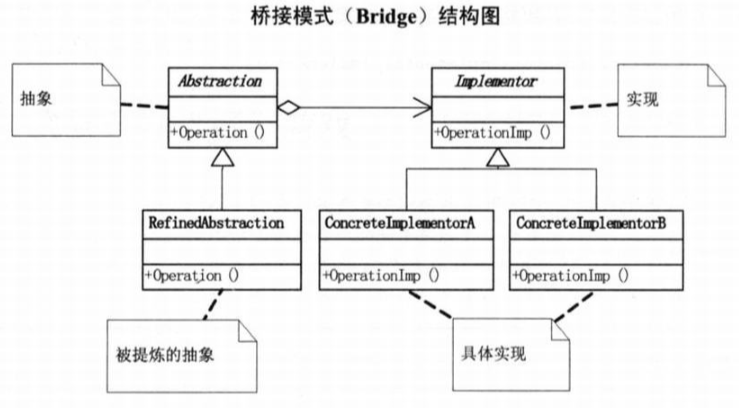 桥接模式（Bridge）结构图
抽象
Abstraction
+Operation ()
Implementor
+OperationImp ()
实现
RefinedAbstraction
+Operation ()
ConcreteImplementorA
+OperationImp ()
ConcreteImplementorB
+OperationImp ()
被提炼的抽象
具体实现